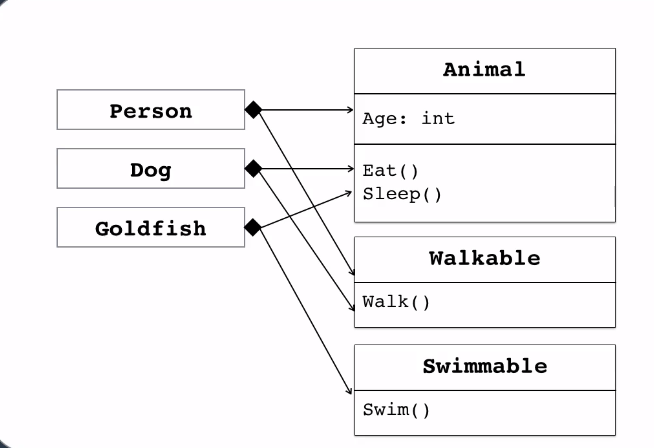 Person
Dog
Goldfish
Animal
Age: int
Eat()
Sleep()
Walkable
Walk()
Swimmable
Swim()